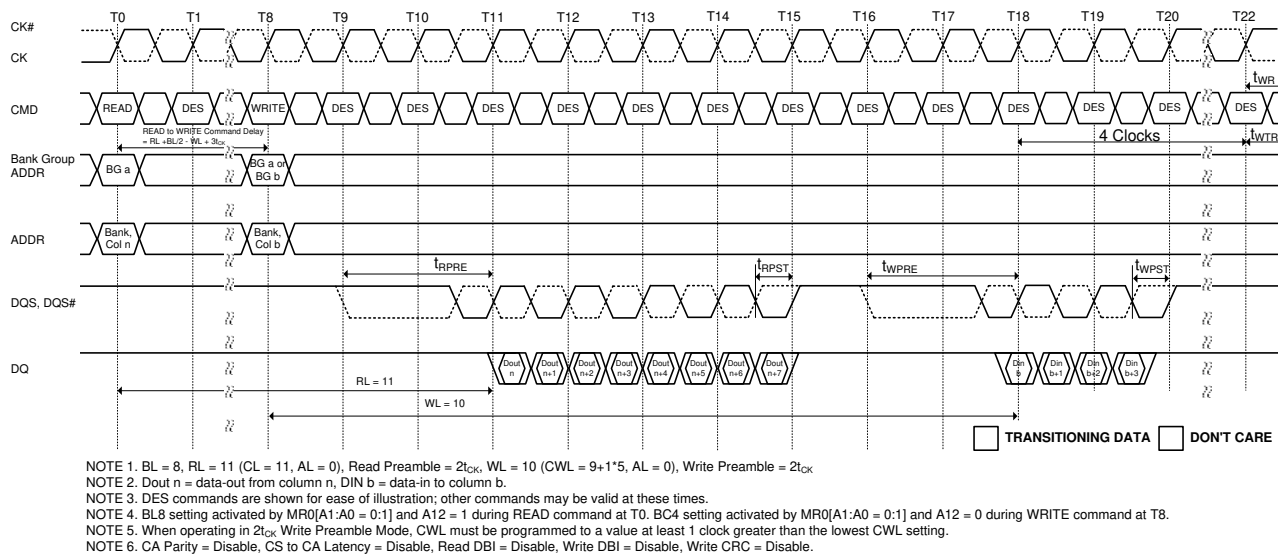 T0 T1 T8 T9 T10 T11 T12 T13 T14 T15 T16 T17 T18 T19 T20 T22
CK#
CK
tWR
CMD READ DES WRITE DES DES DES DES DES DES DES DES DES DES DES DES DES
READ to WRITE Command Delay
= RL +BL/2 - WL + 3tCK
4 Clocks
tWTR
Bank Group
ADDR
BG a
BG a or
BG b
ADDR
Bank,
Col n
Bank,
Col b
tRPRE tRPST tWPRE tWPST
DQS, DQS#
DQ
Dout
n
Dout
n+1
Dout
n+2
Dout
n+3
Dout
n+4
Dout
n+5
Dout
n+6
Dout
n+7
Din
b
Din
b+1
Din
b+2
Din
b+3
RL = 11
WL = 10
TRANSITIONING DATA DON'T CARE
NOTE 1. BL = 8, RL = 11 (CL = 11, AL = 0), Read Preamble = 2tCK, WL = 10 (CWL = 9+1*5, AL = 0), Write Preamble = 2tCK
NOTE 2. Dout n = data-out from column n, DIN b = data-in to column b.
NOTE 3. DES commands are shown for ease of illustration; other commands may be valid at these times.
NOTE 4. BL8 setting activated by MR0[A1:A0 = 0:1] and A12 = 1 during READ command at T0. BC4 setting activated by MR0[A1:A0 = 0:1] and A12 = 0 during WRITE command at T8.
NOTE 5. When operating in 2tCK Write Preamble Mode, CWL must be programmed to a value at least 1 clock greater than the lowest CWL setting.
NOTE 6. CA Parity = Disable, CS to CA Latency = Disable, Read DBI = Disable, Write DBI = Disable, Write CRC = Disable.